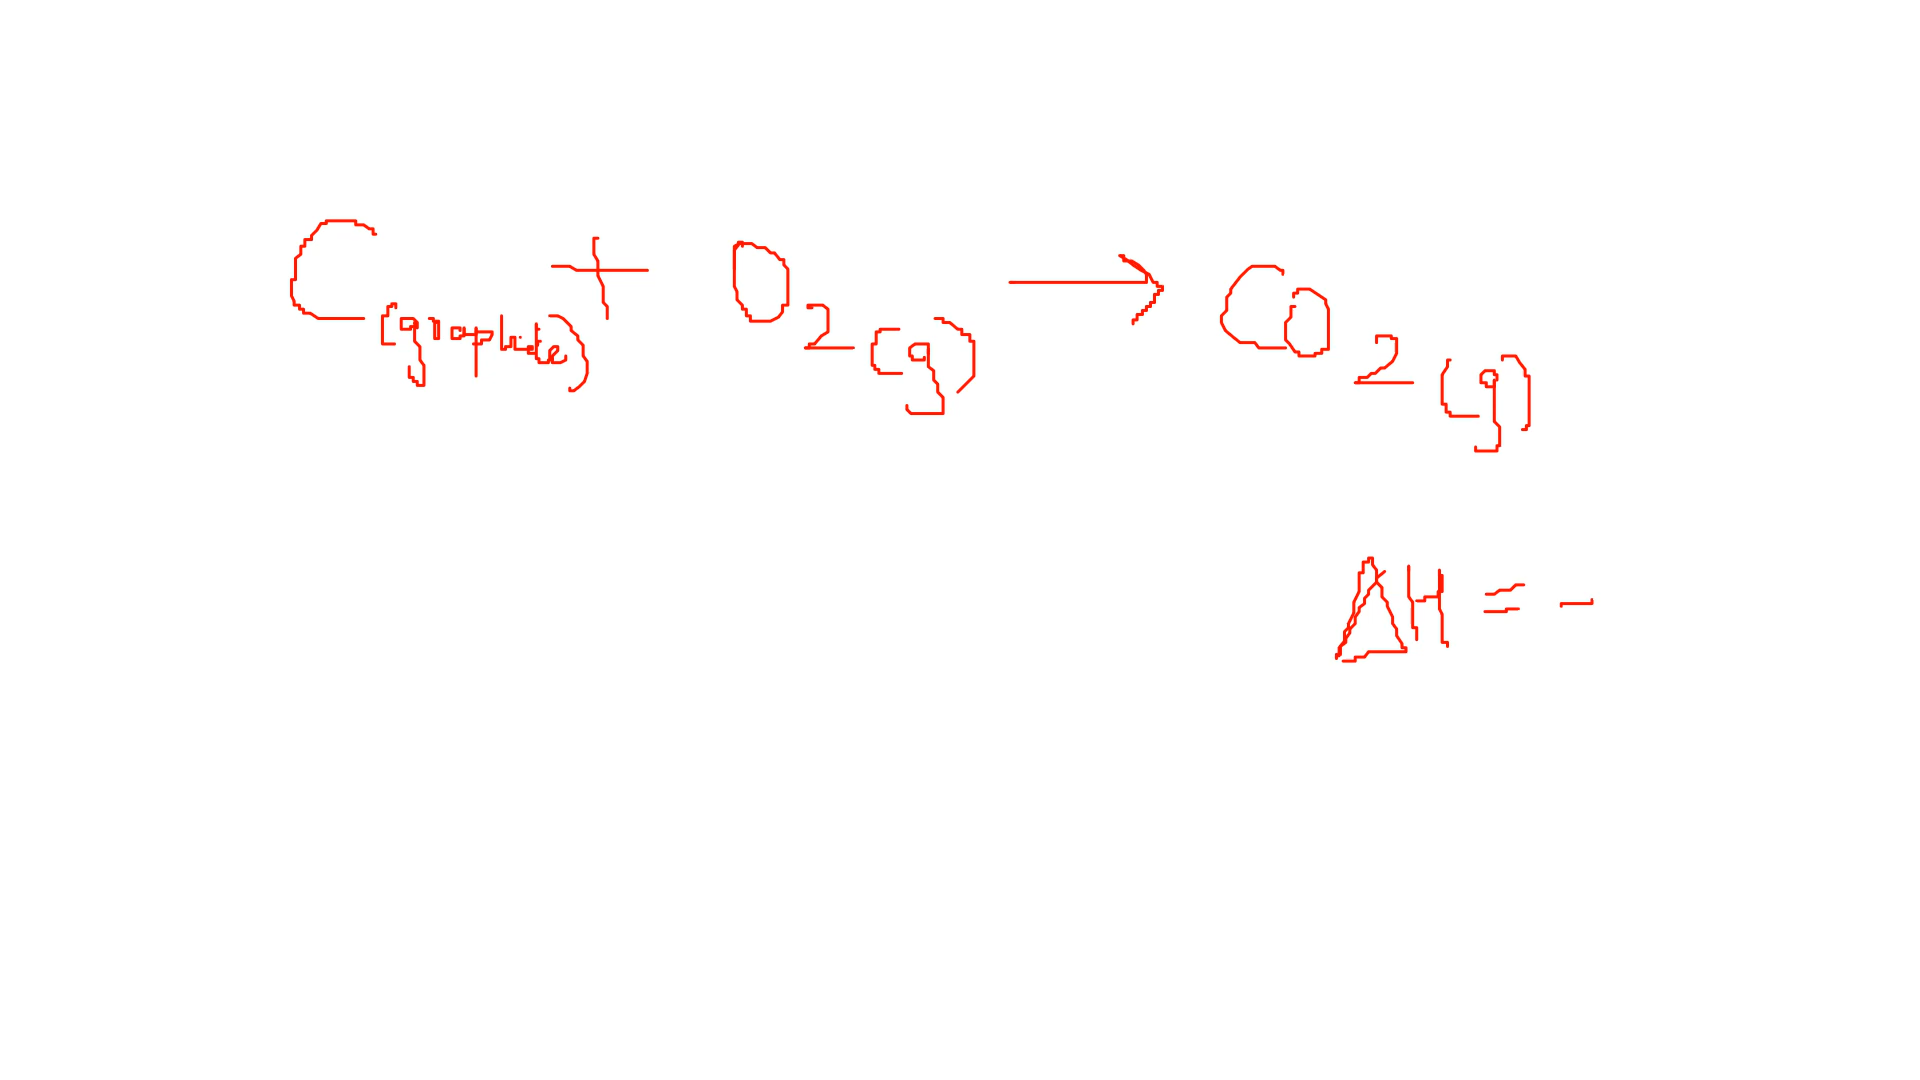 C(graphite) + O2(g) → CO2(g)
ΔH = -